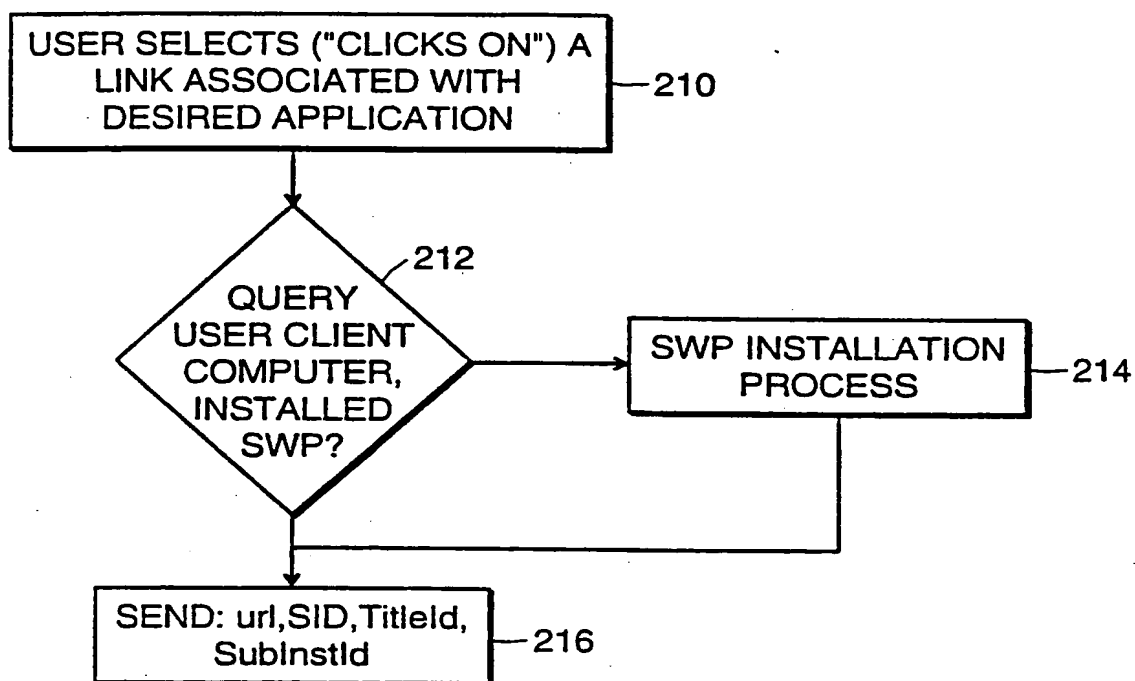 USER SELECTS ("CLICKS ON") A
LINK ASSOCIATED WITH
DESIRED APPLICATION
210
212
QUERY
USER CLIENT
COMPUTER,
INSTALLED
SWP?
SWP INSTALLATION
PROCESS
214
SEND: url,SID,TitleId,
SubInstId
216